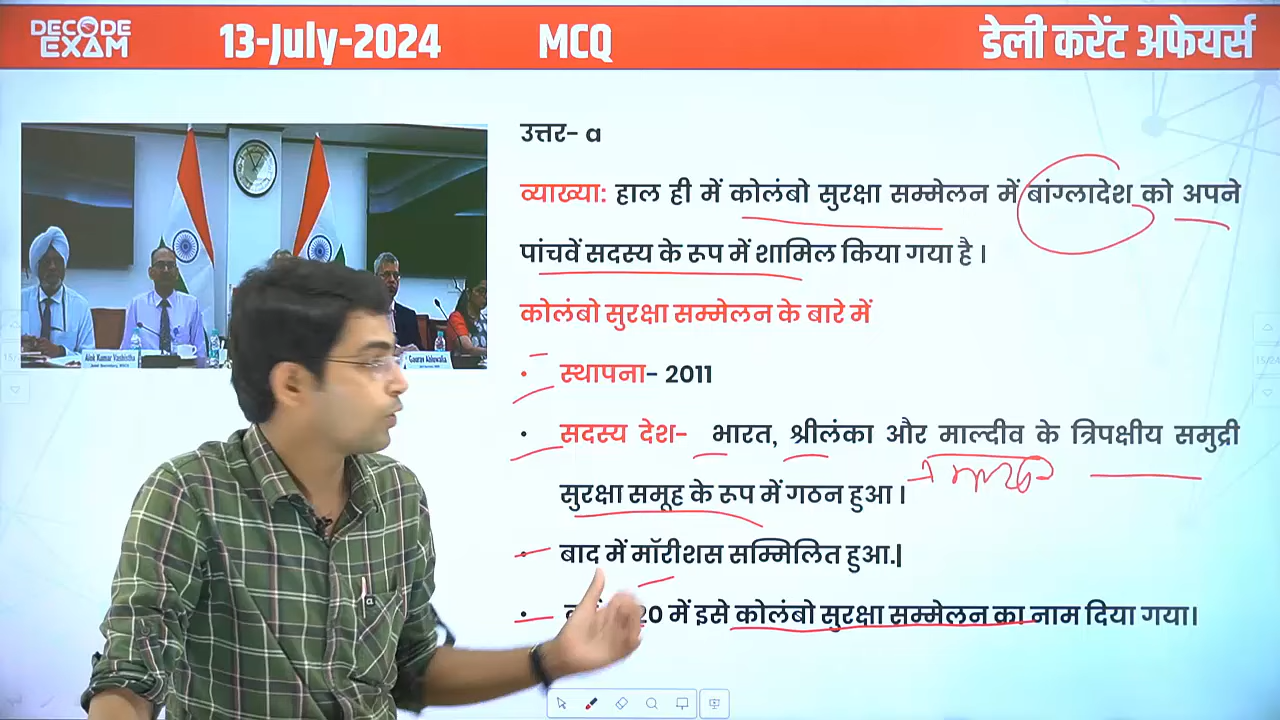 DECODE
EXAM
13-July-2024
MCQ
डेली करेंट अफेयर्स
उत्तर- a
व्याख्या: हाल ही में कोलंबो सुरक्षा सम्मेलन में बांग्लादेश को अपने
पांचवें सदस्य के रूप में शामिल किया गया है ।
कोलंबो सुरक्षा सम्मेलन के बारे में
• स्थापना- 2011
• सदस्य देश- भारत, श्रीलंका और माल्दीव के त्रिपक्षीय समुद्री
सुरक्षा समूह के रूप में गठन हुआ ।
• बाद में मॉरीशस सम्मिलित हुआ.|
• 20 में इसे कोलंबो सुरक्षा सम्मेलन का नाम दिया गया।
Alok Kumar Vashistha
Gaurav Ahluwalia